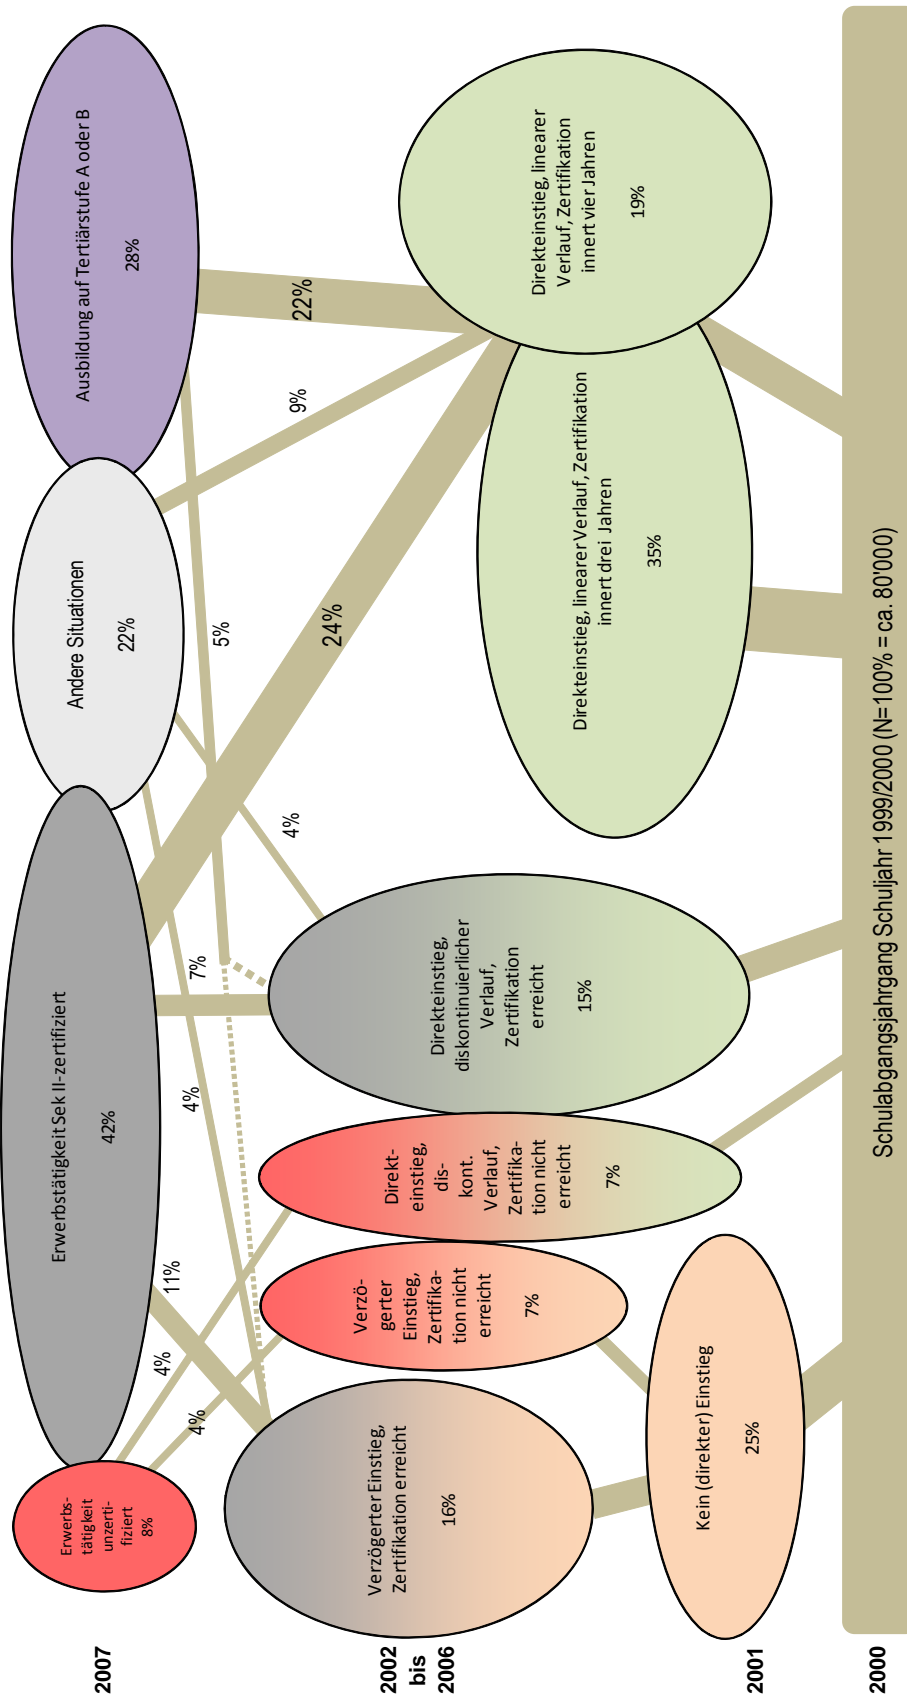 2007
Erwerbs-
tätigkeit
unzerti-
fiziert
8%
Erwerbstätigkeit Sek II-zertifiziert
42%
Andere Situationen
22%
Ausbildung auf Tertiärstufe A oder B
28%
4%
4%
11%
4%
7%
4%
5%
24%
9%
22%
2002
bis
2006
Verzögerter Einstieg,
Zertifikation erreicht
16%
Verzö-
gerter
Einstieg,
Zertifika-
tion nicht
erreicht
7%
Direkt-
einstieg,
dis-
kont.
Verlauf,
Zertifika-
tion nicht
erreicht
7%
Direkteinstieg,
diskontinuierlicher
Verlauf,
Zertifikation
erreicht
15%
Direkteinstieg, linearer Verlauf, Zertifikation
innert drei Jahren
35%
Direkteinstieg, linearer
Verlauf, Zertifikation
innert vier Jahren
19%
2001
Kein (direkter) Einstieg
25%
2000
Schulabgangsjahrgang Schuljahr 1999/2000 (N=100% = ca. 80'000)